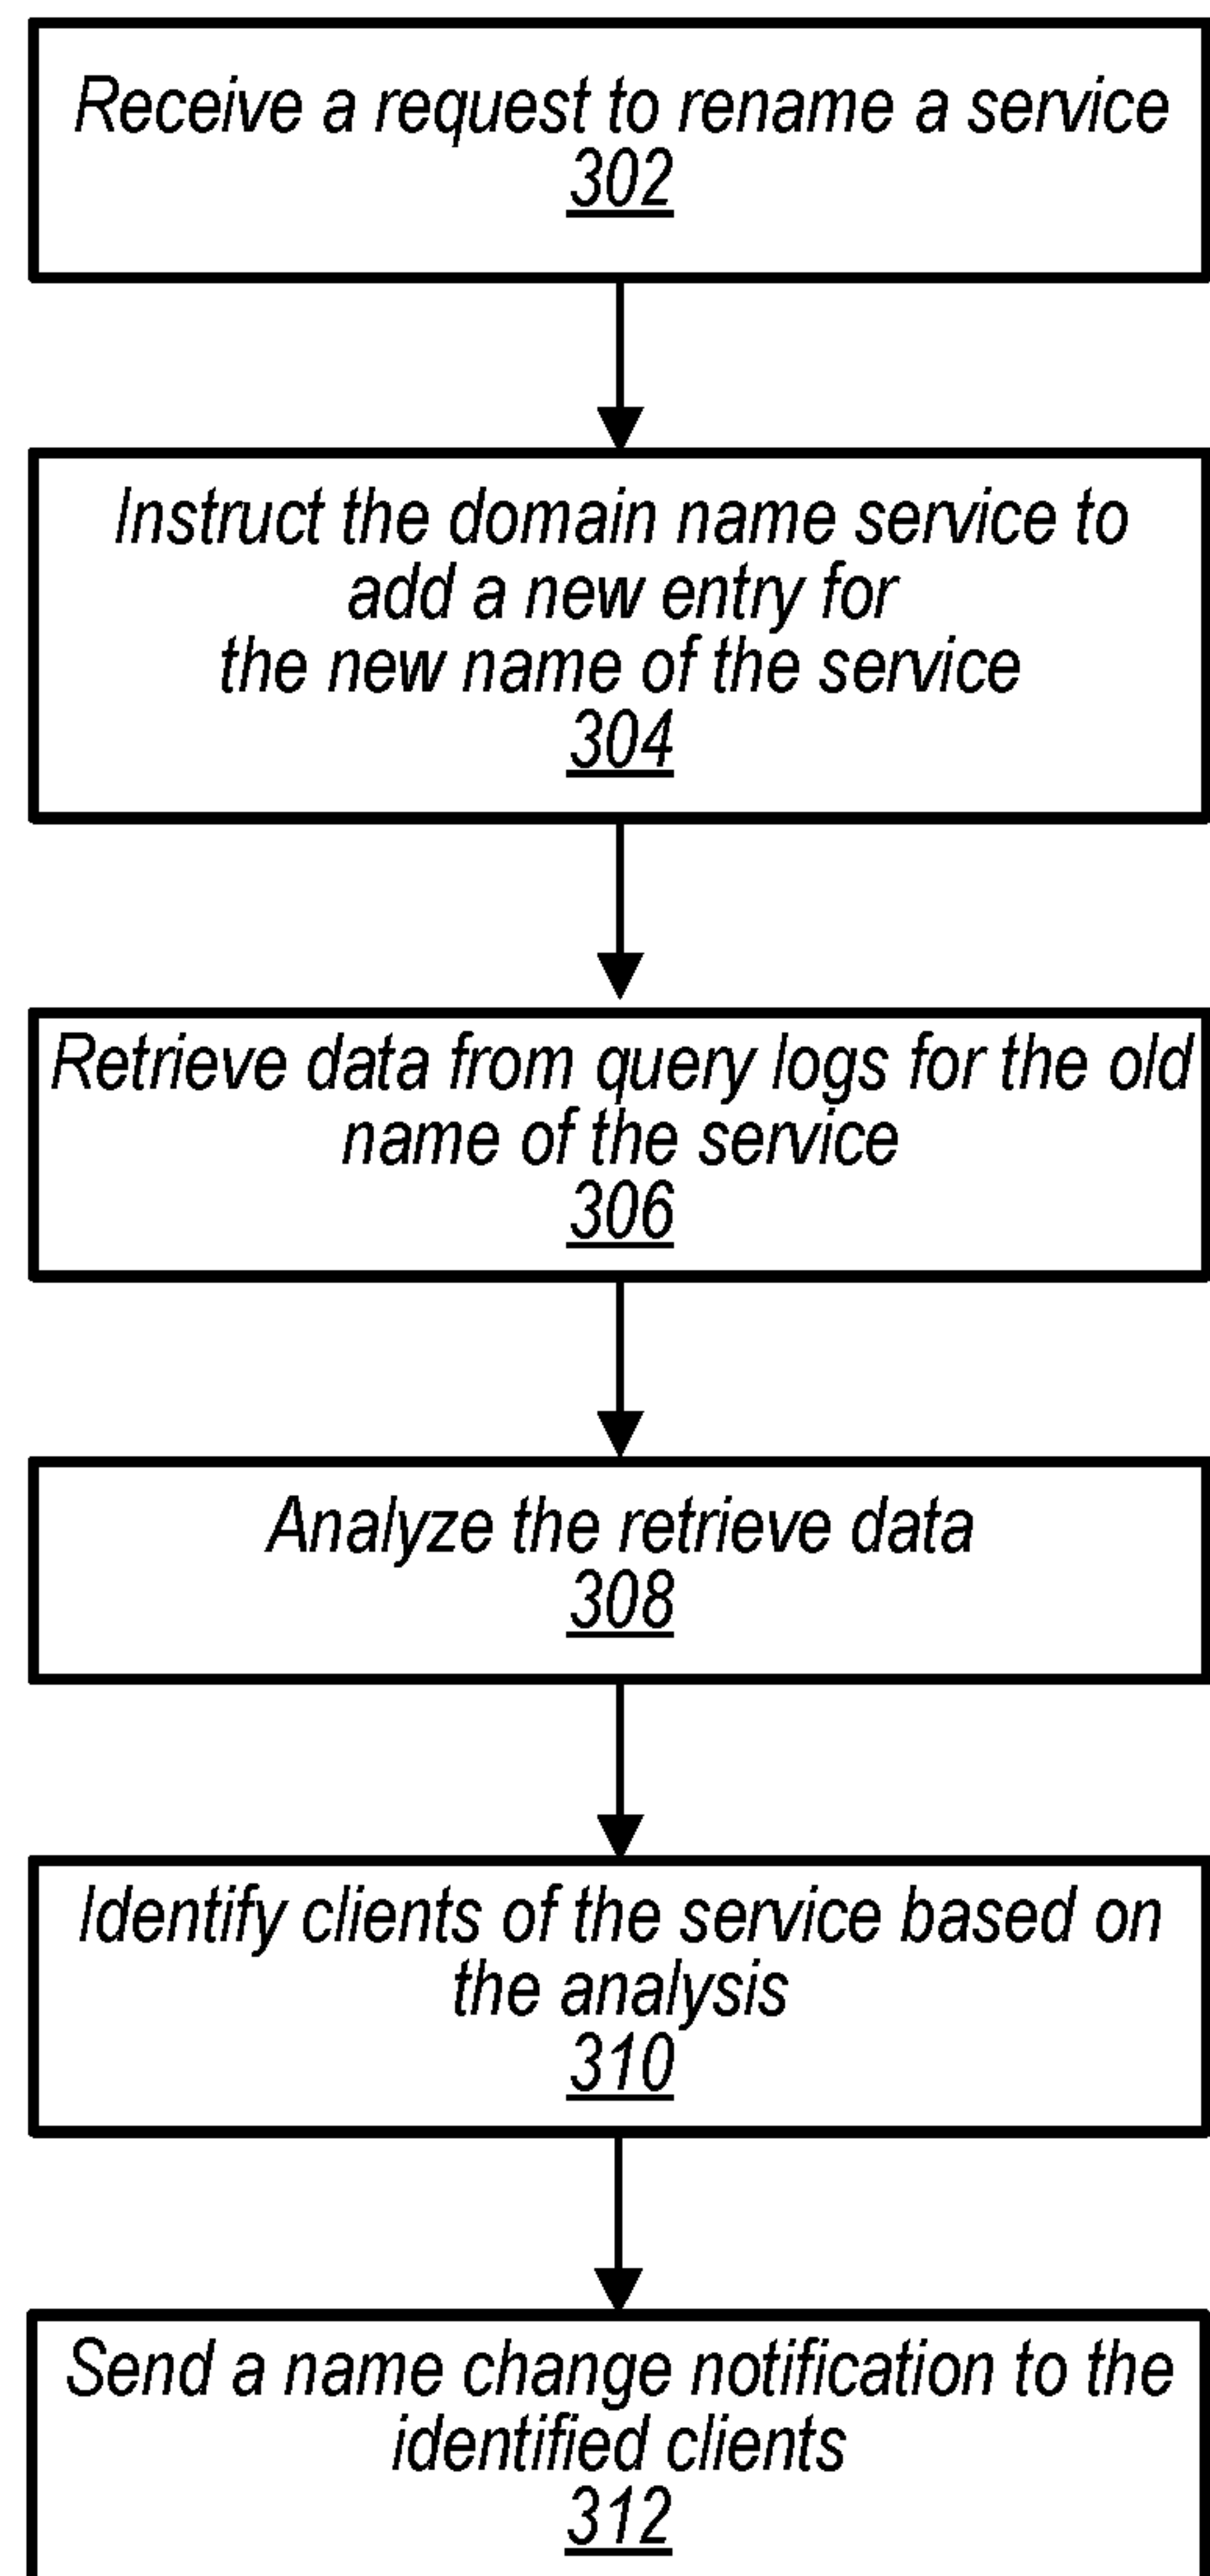 Receive a request to rename a service
302
Instruct the domain name service to
add a new entry for
the new name of the service
304
Retrieve data from query logs for the old
name of the service
306
Analyze the retrieve data
308
Identify clients of the service based on
the analysis
310
Send a name change notification to the
identified clients
312